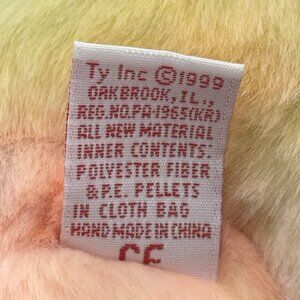 Ty Inc ©1999
OAKBROOK, IL.,
REG.NO.PA-1965(KR)
ALL NEW MATERIAL
INNER CONTENTS:
POLYESTER FIBER
&P.E. PELLETS
IN CLOTH BAG
HAND MADE IN CHINA
CE